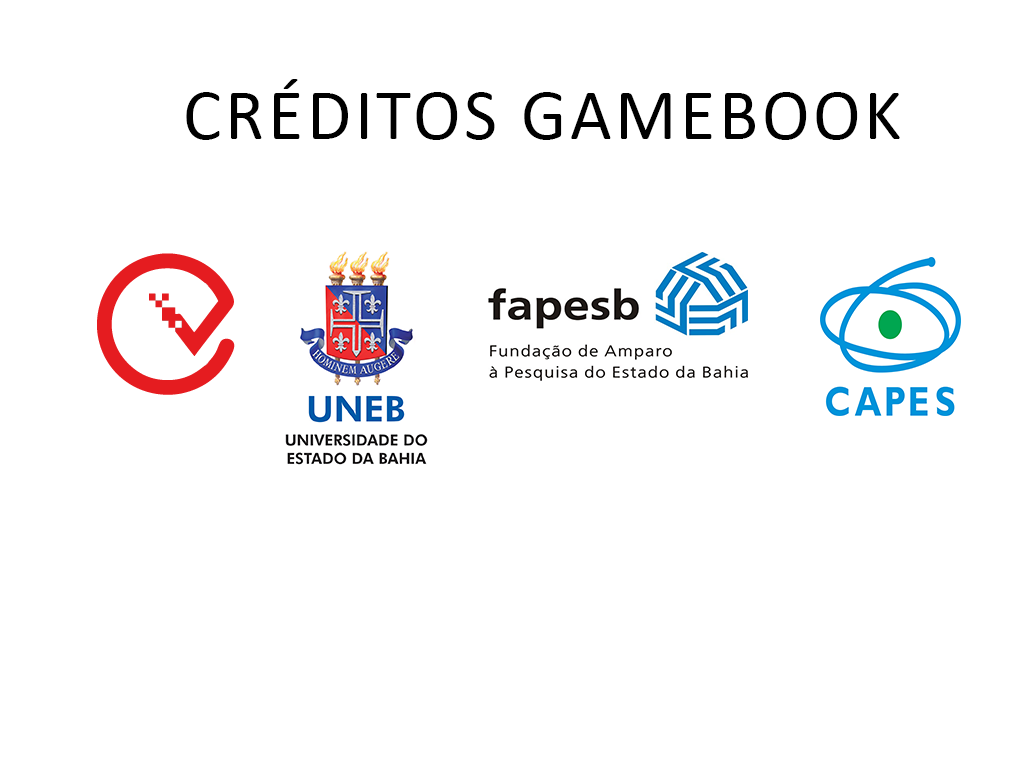 CRÉDITOS GAMEBOOK
HOMINEM AUGERE
UNEB
UNIVERSIDADE DO
ESTADO DA BAHIA
fapesb
Fundação de Amparo
à Pesquisa do Estado da Bahia
CAPES